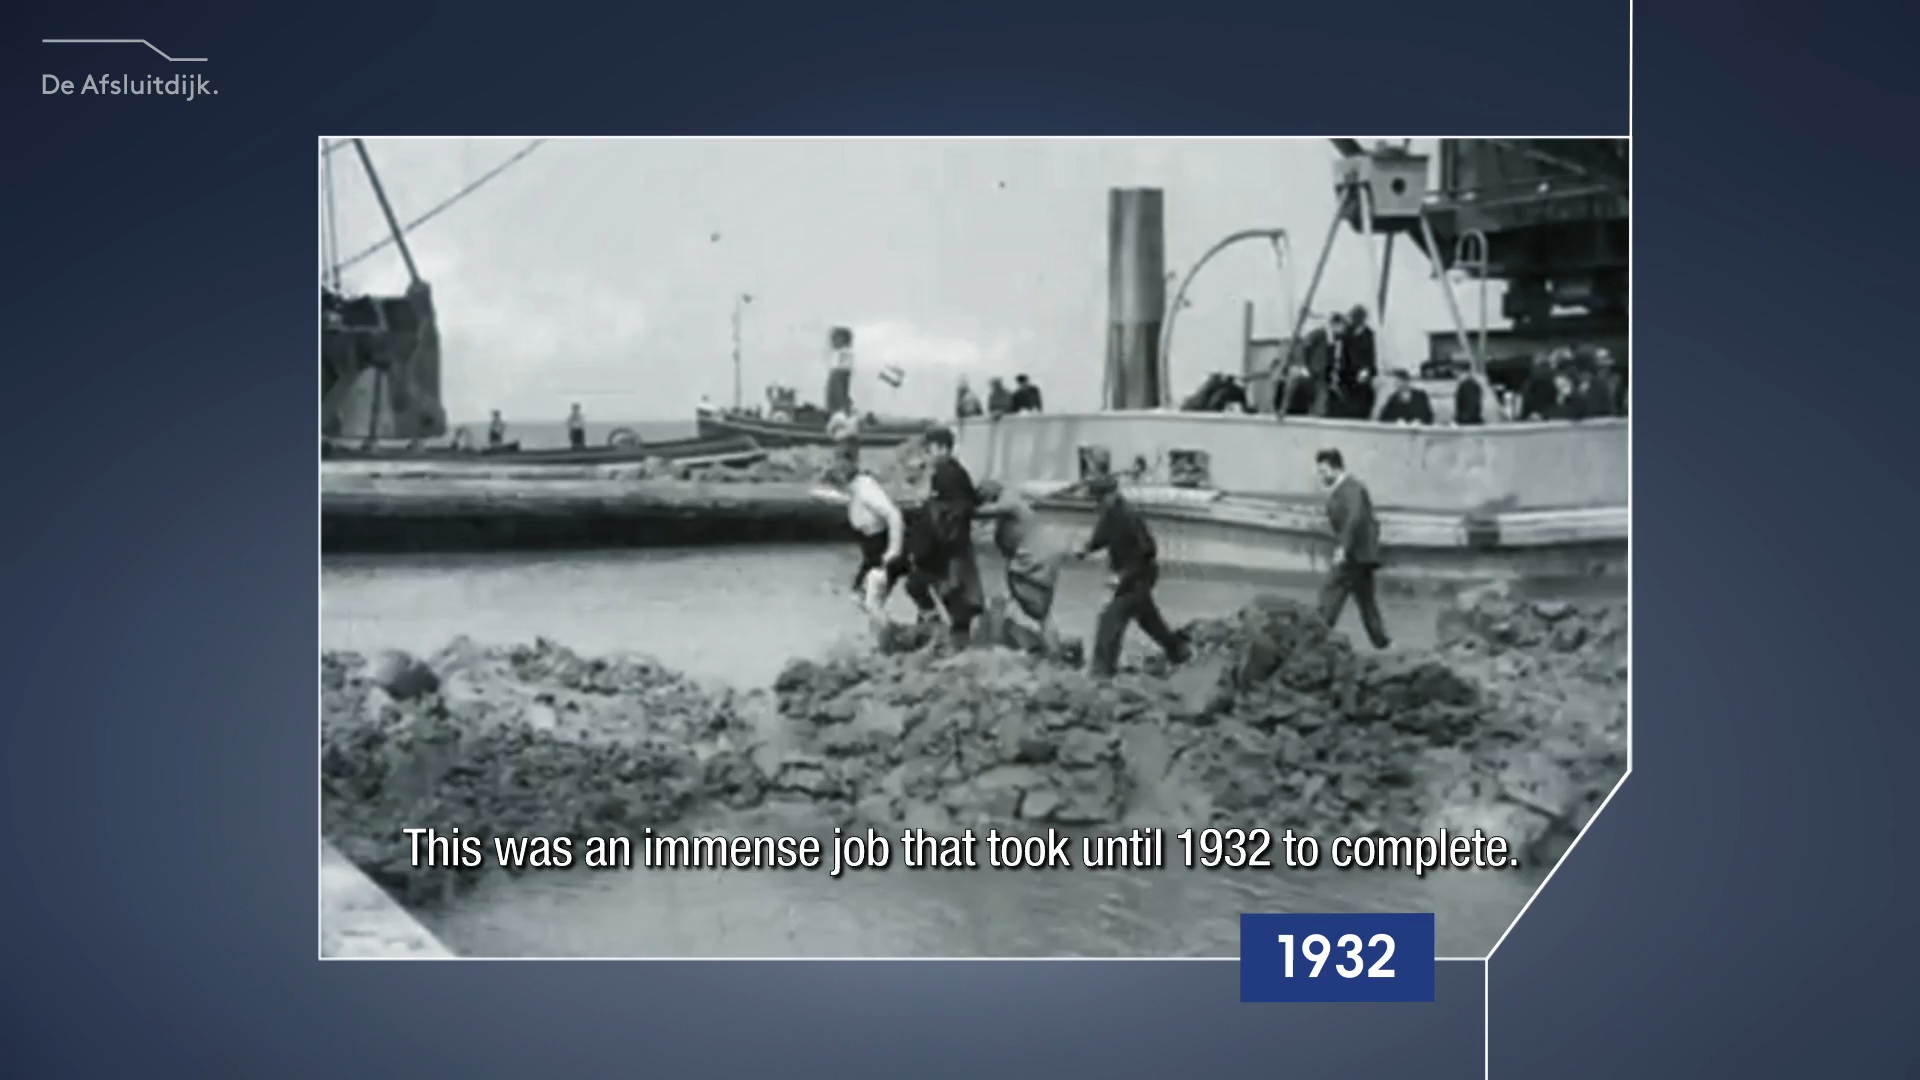 De Afsluitdijk.
This was an immense job that took until 1932 to complete.
1932